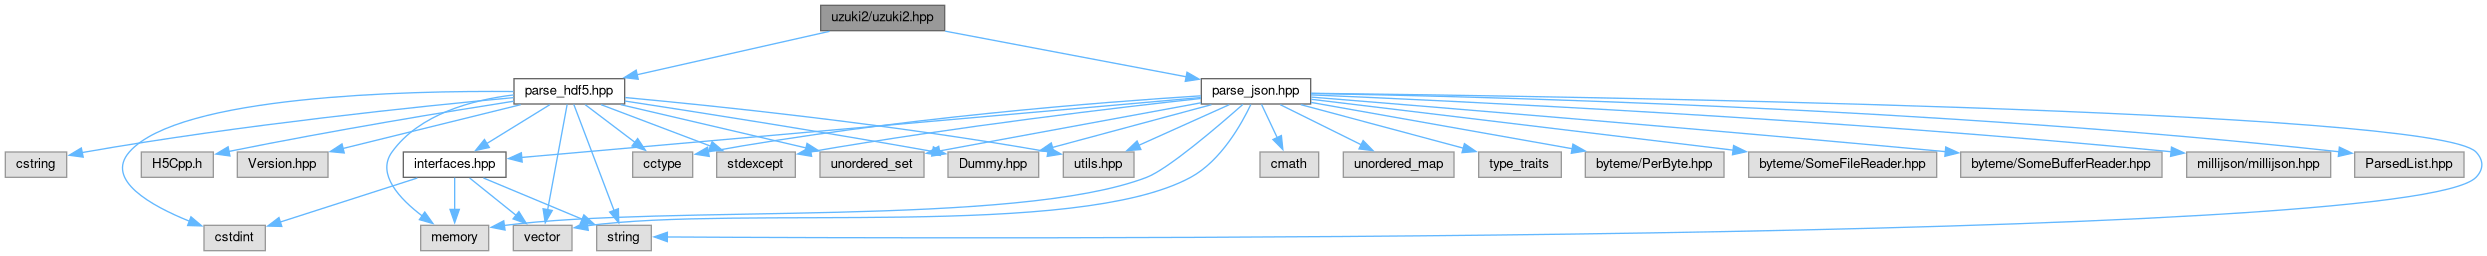 uzuki2/uzuki2.hpp
parse_hdf5.hpp
parse_json.hpp
cstring
H5Cpp.h
Version.hpp
interfaces.hpp
cctype
stdexcept
unordered_set
Dummy.hpp
utils.hpp
cmath
unordered_map
type_traits
byteme/PerByte.hpp
byteme/SomeFileReader.hpp
byteme/SomeBufferReader.hpp
millijson/millijson.hpp
ParsedList.hpp
cstdint
memory
vector
string